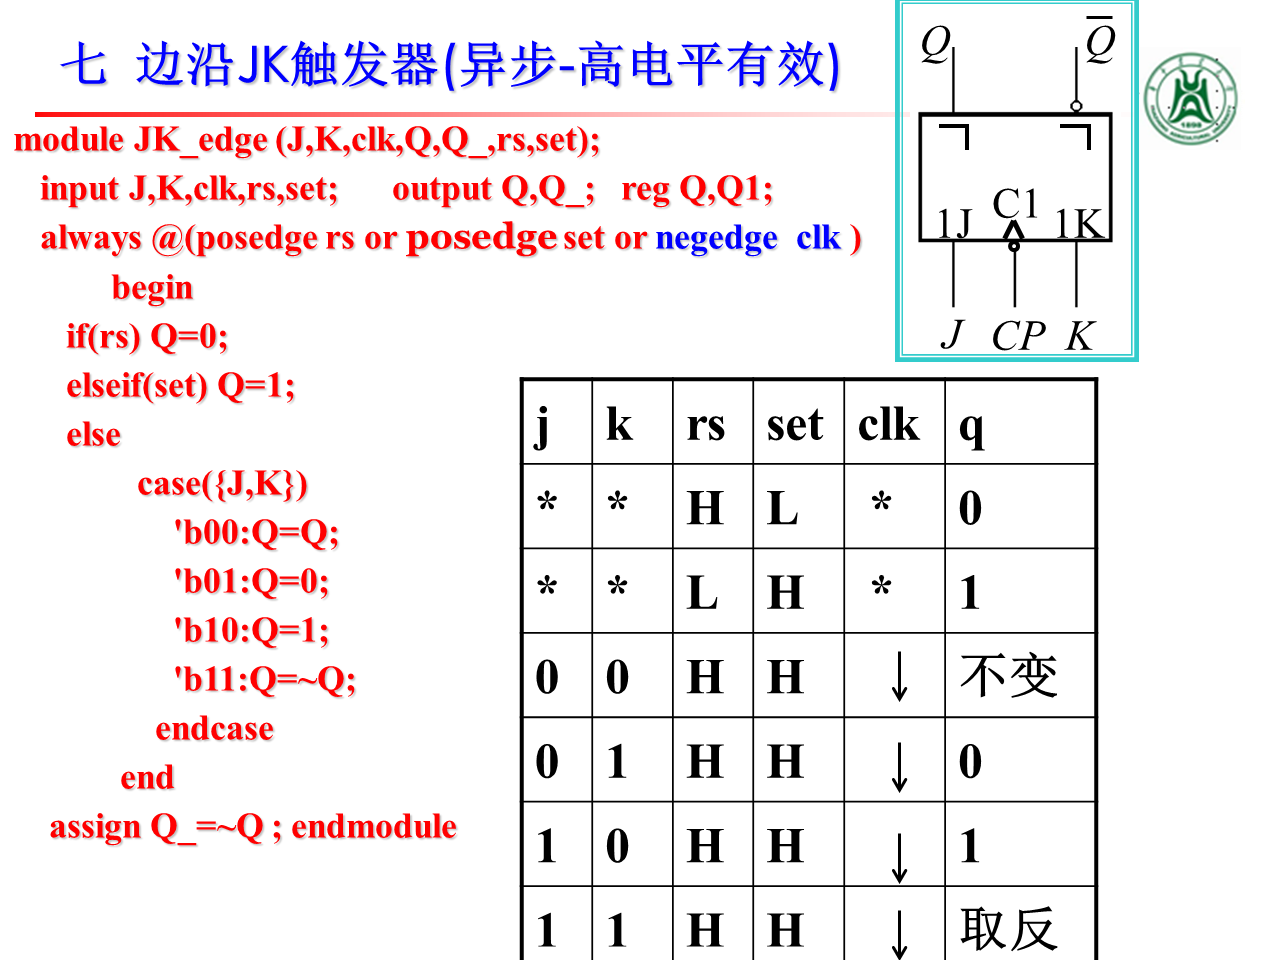 七 边沿JK触发器(异步-高电平有效)
module JK_edge (J,K,clk,Q,Q_,rs,set);
input J,K,clk,rs,set; output Q,Q_; reg Q,Q1;
always @(posedge rs or posedge set or negedge clk )
begin
if(rs) Q=0;
elseif(set) Q=1;
else
case({J,K})
'b00:Q=Q;
'b01:Q=0;
'b10:Q=1;
'b11:Q=~Q;
endcase
end
assign Q_=~Q ; endmodule
Q Q̅
1J C1 1K
J CP K
j k rs set clk q
* * H L * 0
* * L H * 1
0 0 H H ↓ 不变
0 1 H H ↓ 0
1 0 H H ↓ 1
1 1 H H ↓ 取反